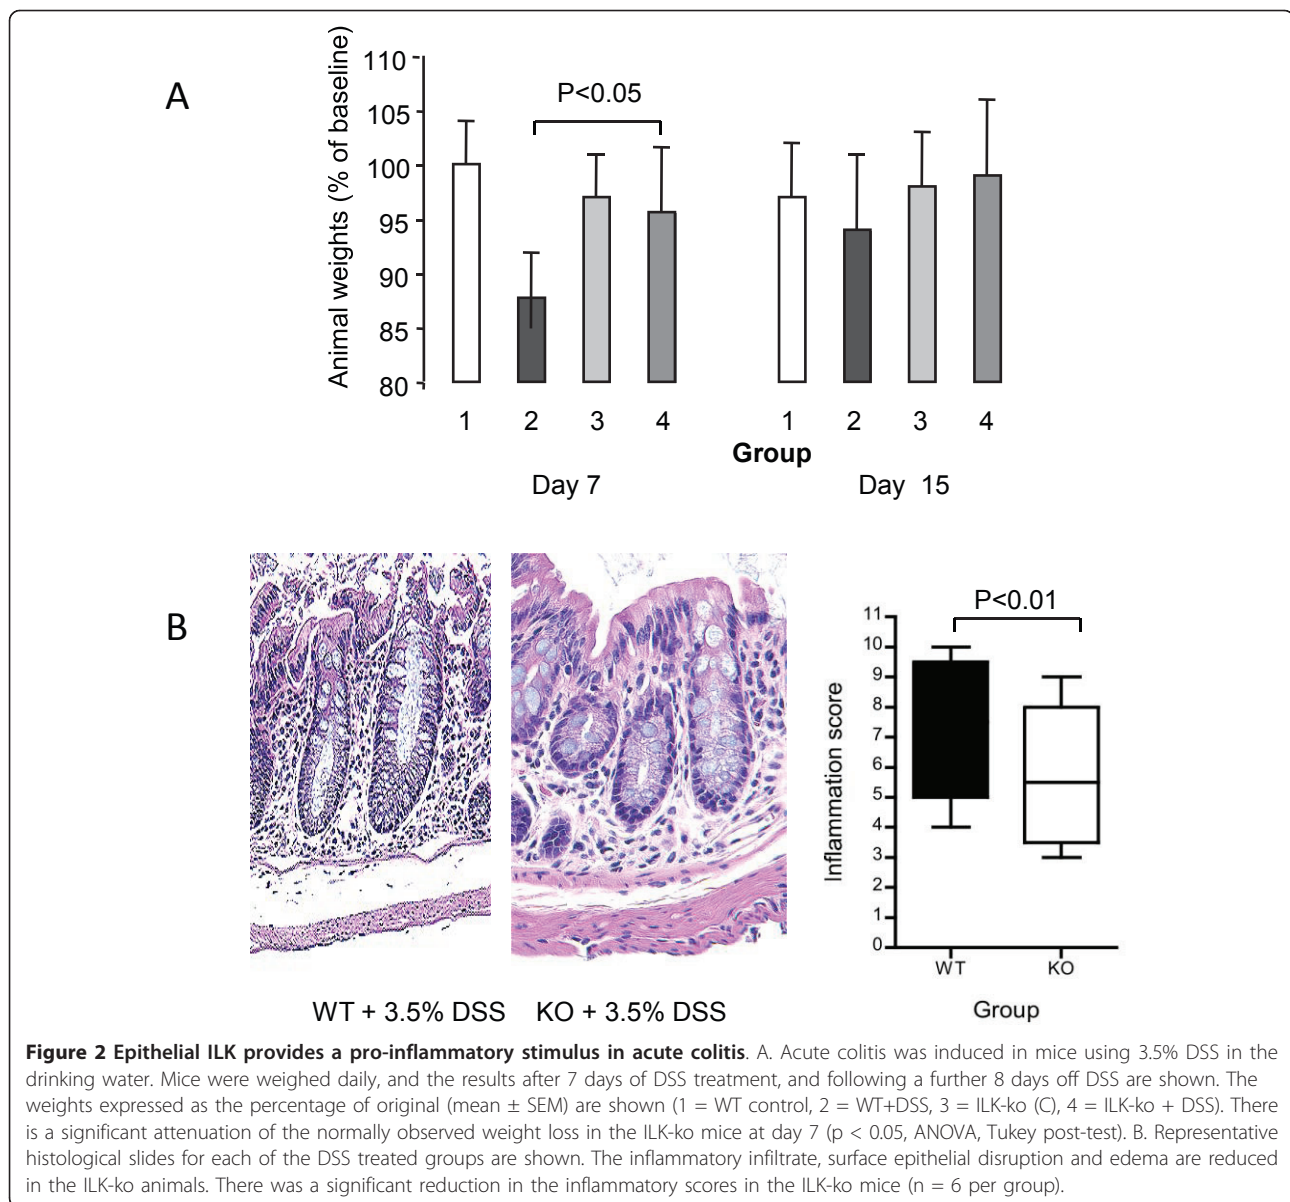 A
Animal weights (% of baseline)
110
105
100
95
90
85
80
P<0.05
1 2 3 4 1 2 3 4
Group
Day 7 Day 15
B
WT + 3.5% DSS KO + 3.5% DSS
P<0.01
Inflammation score
11
10
9
8
7
6
5
4
3
2
1
0
WT KO
Group
Figure 2 Epithelial ILK provides a pro-inflammatory stimulus in acute colitis. A. Acute colitis was induced in mice using 3.5% DSS in the
drinking water. Mice were weighed daily, and the results after 7 days of DSS treatment, and following a further 8 days off DSS are shown. The
weights expressed as the percentage of original (mean ± SEM) are shown (1 = WT control, 2 = WT+DSS, 3 = ILK-ko (C), 4 = ILK-ko + DSS). There
is a significant attenuation of the normally observed weight loss in the ILK-ko mice at day 7 (p < 0.05, ANOVA, Tukey post-test). B. Representative
histological slides for each of the DSS treated groups are shown. The inflammatory infiltrate, surface epithelial disruption and edema are reduced
in the ILK-ko animals. There was a significant reduction in the inflammatory scores in the ILK-ko mice (n = 6 per group).